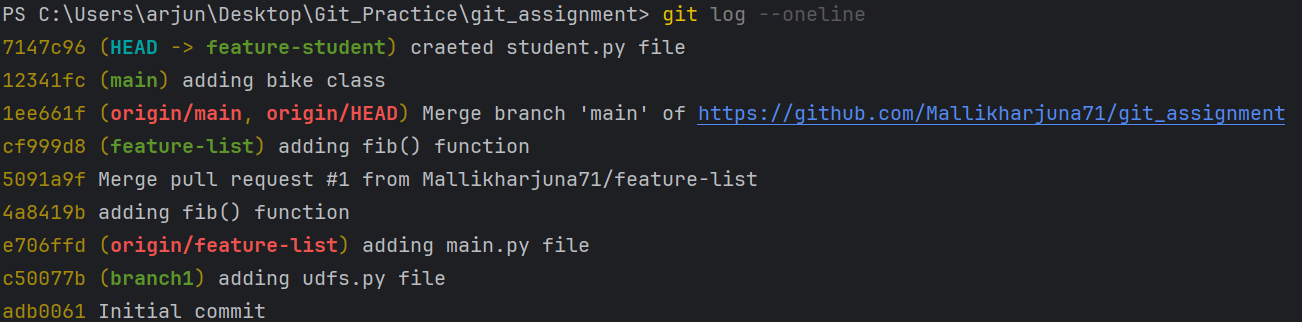 PS C:\Users\arjun\Desktop\Git_Practice\git_assignment> git log --oneline
7147c96 (HEAD -> feature-student) craeted student.py file
12341fc (main) adding bike class
1ee661f (origin/main, origin/HEAD) Merge branch 'main' of https://github.com/Mallikharjuna71/git_assignment
cf999d8 (feature-list) adding fib() function
5091a9f Merge pull request #1 from Mallikharjuna71/feature-list
4a8419b adding fib() function
e706ffd (origin/feature-list) adding main.py file
c50077b (branch1) adding udfs.py file
adb0061 Initial commit